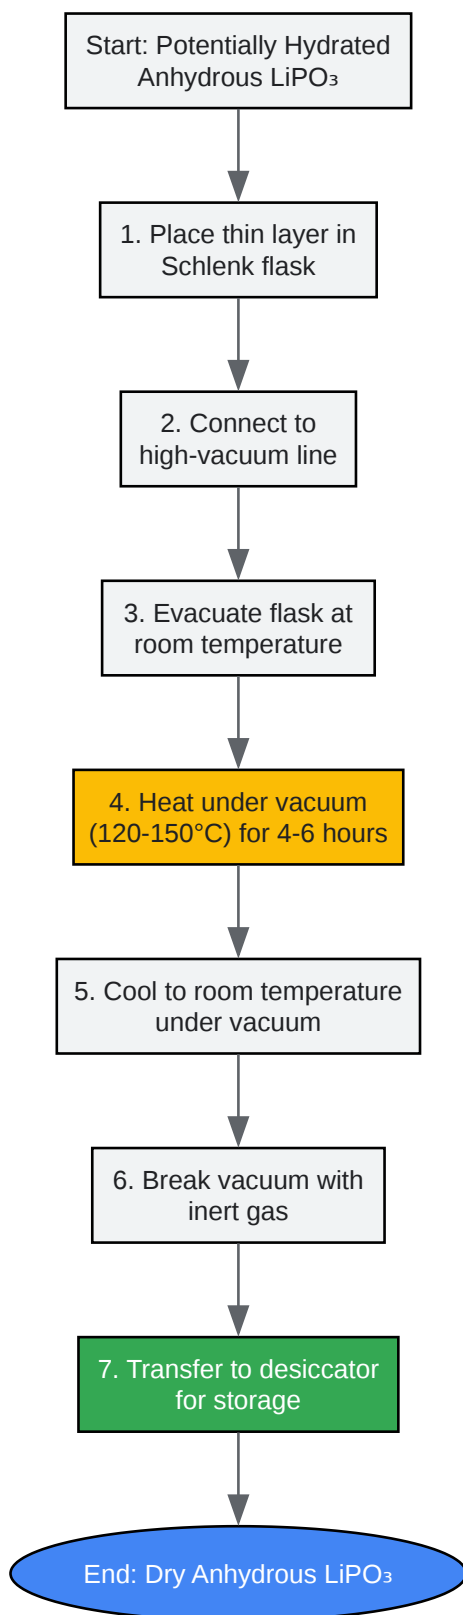 Start: Potentially Hydrated
Anhydrous LiPO₃
1. Place thin layer in
Schlenk flask
2. Connect to
high-vacuum line
3. Evacuate flask at
room temperature
4. Heat under vacuum
(120-150°C) for 4-6 hours
5. Cool to room temperature
under vacuum
6. Break vacuum with
inert gas
7. Transfer to desiccator
for storage
End: Dry Anhydrous LiPO₃